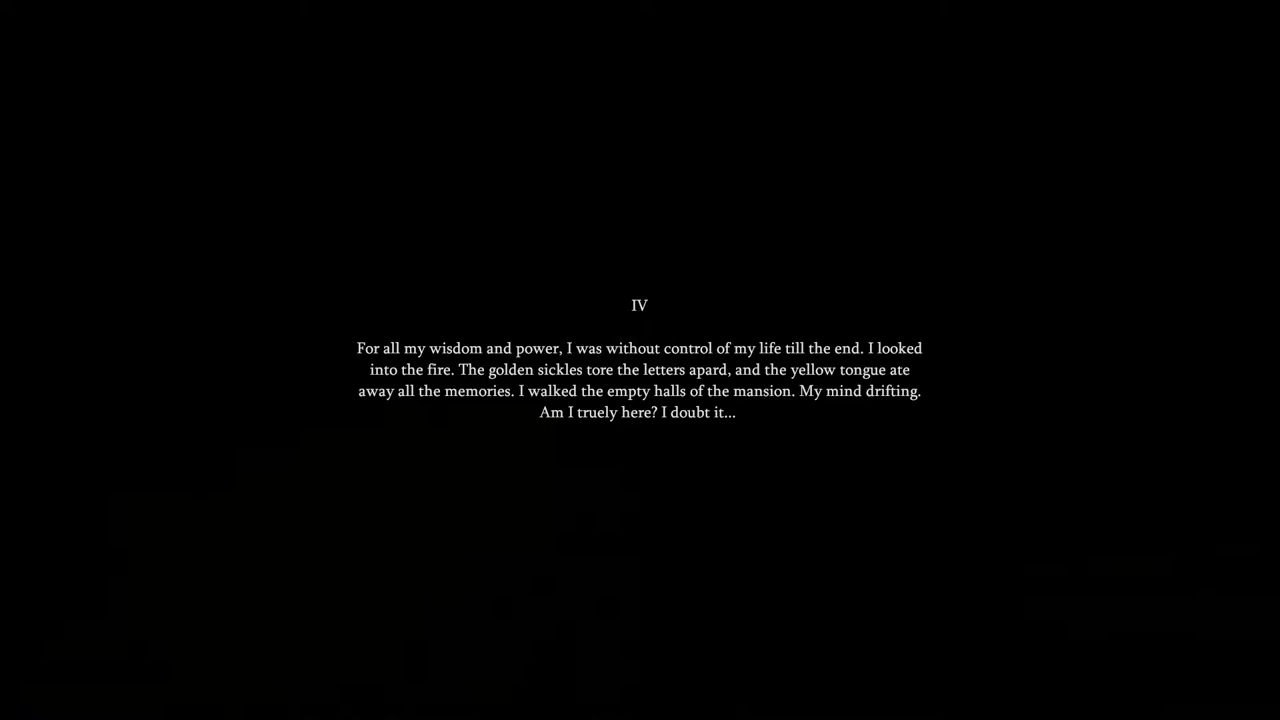 IV
For all my wisdom and power, I was without control of my life till the end. I looked
into the fire. The golden sickles tore the letters apard, and the yellow tongue ate
away all the memories. I walked the empty halls of the mansion. My mind drifting.
Am I truely here? I doubt it...